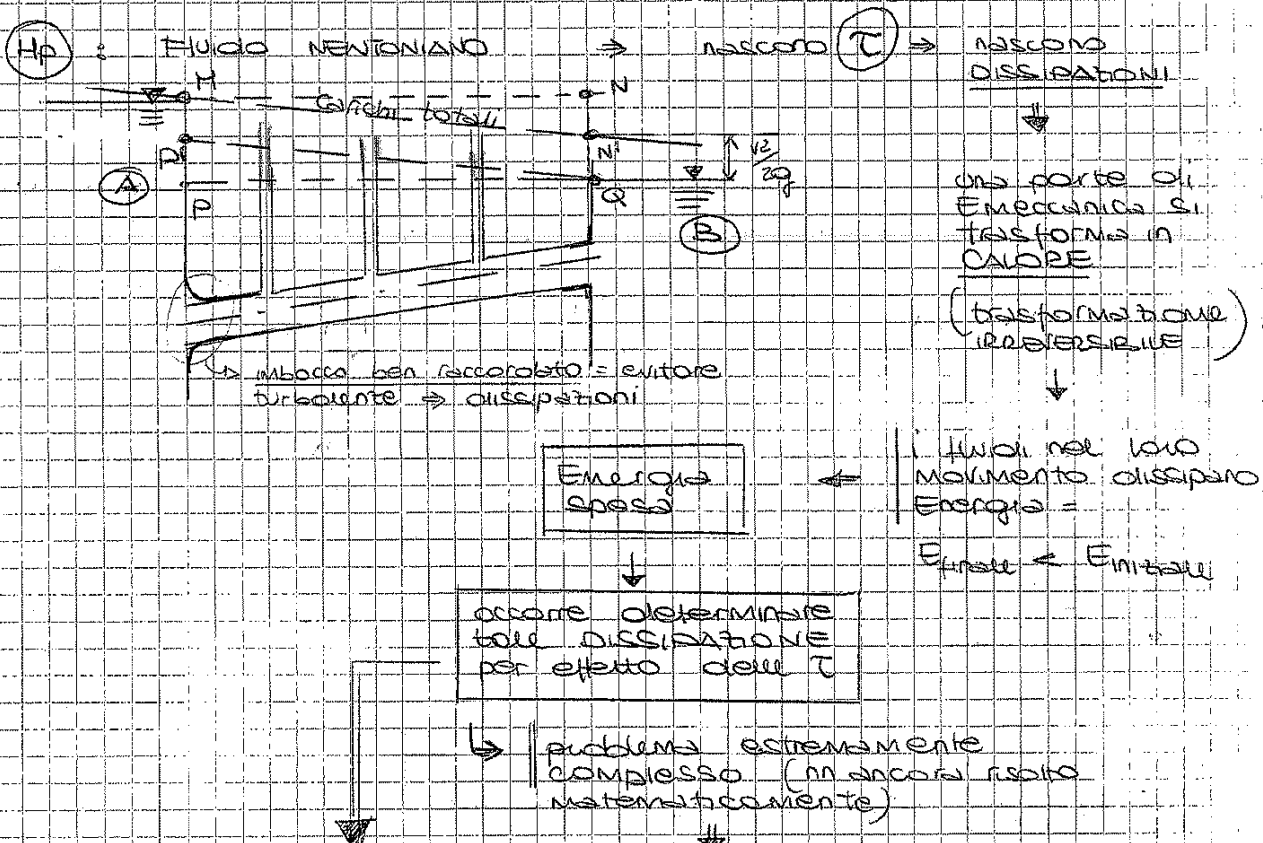 Hp : FLUIDO NEWTONIANO ⇒ nascono τ ⇒ nascono
DISSIPAZIONI
M
N
carichi totali
P'
N'
v²/2g
A
P
Q
B
una parte di
Emeccanica si
trasforma in
CALORE
(trasformazione
IRREVERSIBILE)
↳ imbocco ben raccordato = evitare
turbolente ⇒ dissipazioni
i fluidi nel loro
movimento dissipano
Energia =
Efinale < Einiziale
Energia
spesa
occorre determinare
tale DISSIPAZIONE
per effetto delle τ
problema estremamente
complesso (nn ancora risolto
matematicamente)